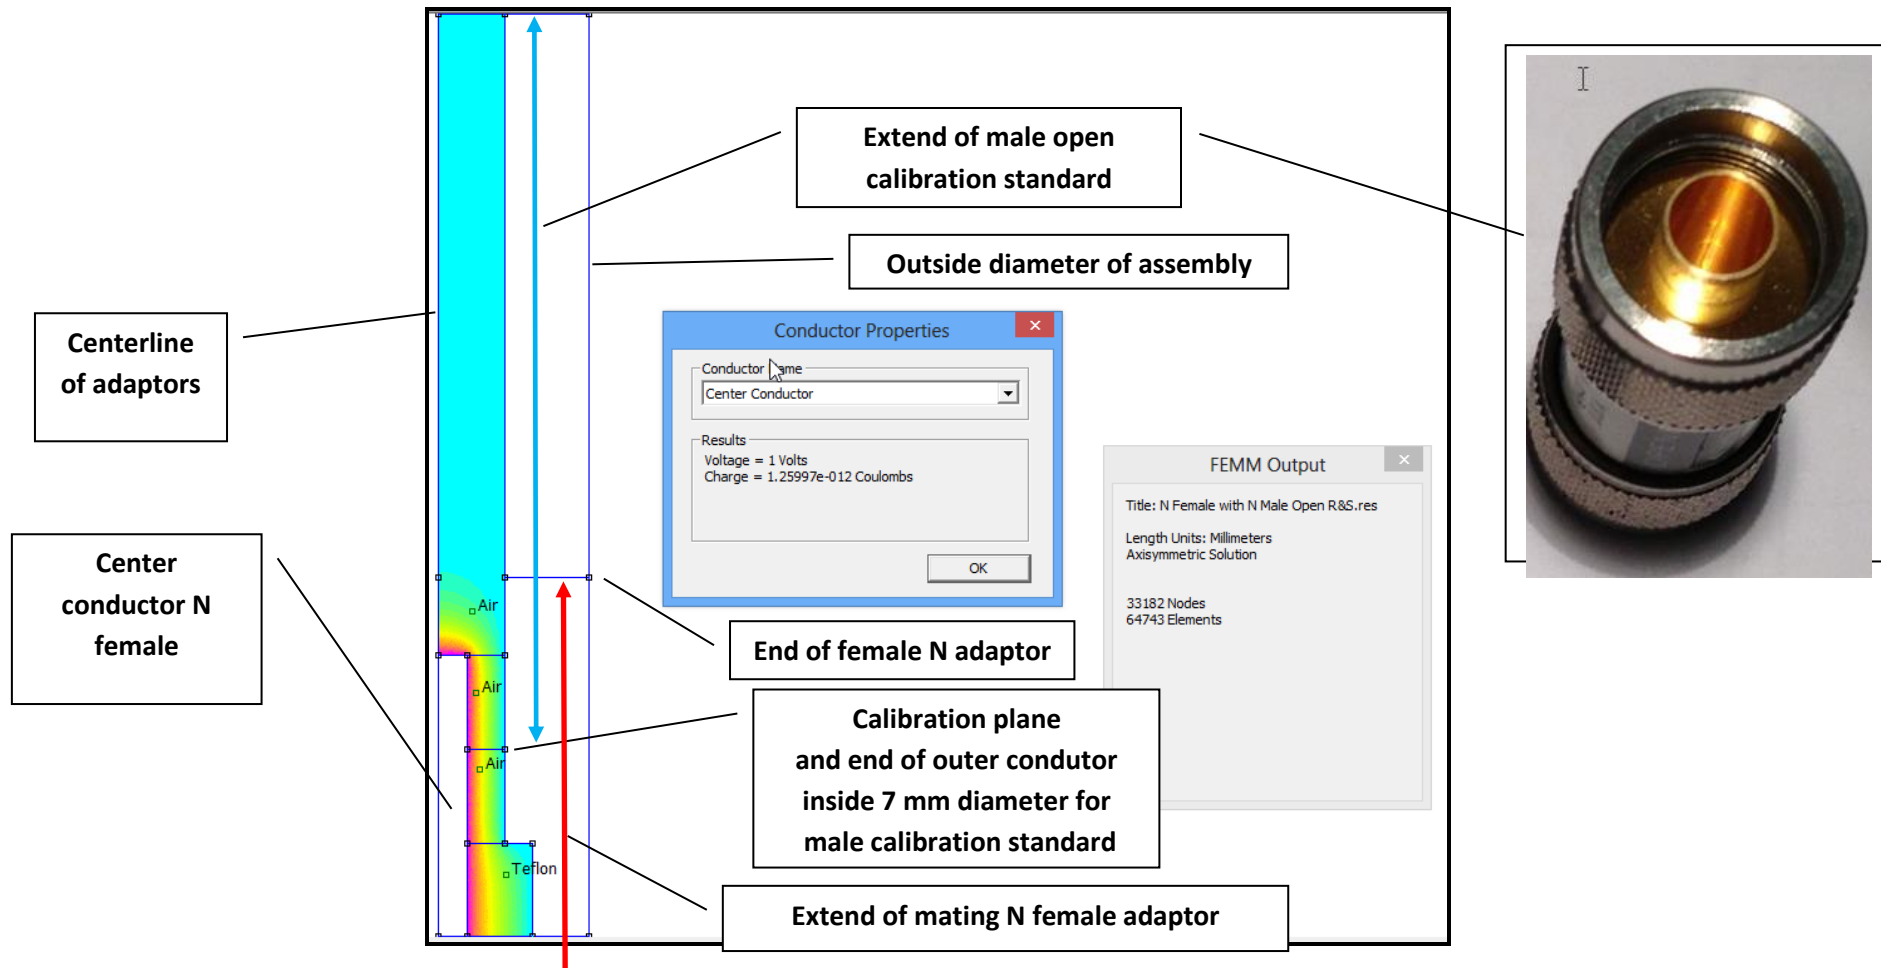 Extend of male open
calibration standard
Outside diameter of assembly
Centerline
of adaptors
Conductor Properties
Conductor Name
Center Conductor
Results
Voltage = 1 Volts
Charge = 1.25997e-012 Coulombs
OK
FEMM Output
Title: N Female with N Male Open R&S.res
Length Units: Millimeters
Axisymmetric Solution
33182 Nodes
64743 Elements
Center
conductor N
female
Air
End of female N adaptor
Air
Calibration plane
and end of outer condutor
inside 7 mm diameter for
male calibration standard
Air
Teflon
Extend of mating N female adaptor